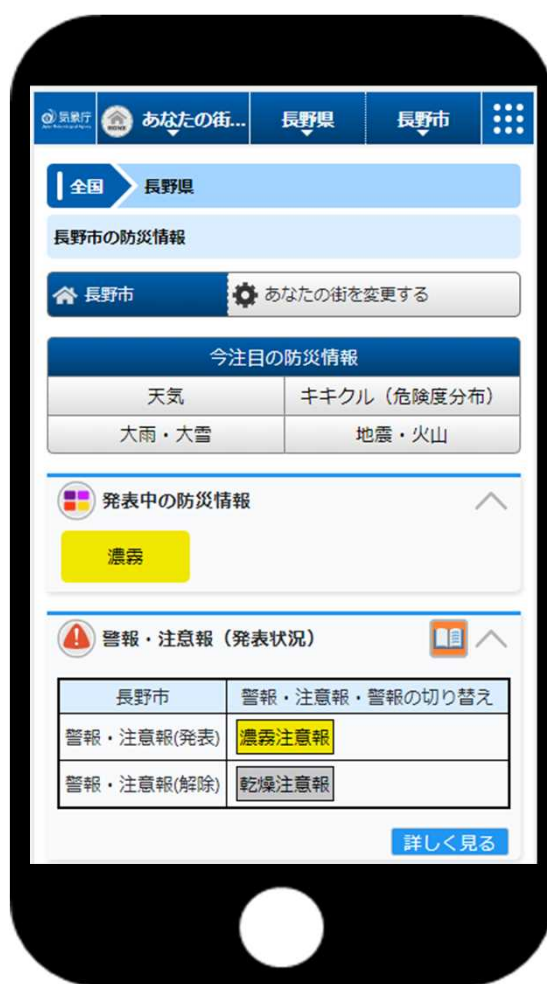 気象庁 あなたの街... 長野県 長野市
HOME
全国 長野県
長野市の防災情報
長野市 あなたの街を変更する
今注目の防災情報
天気 キキクル（危険度分布）
大雨・大雪 地震・火山
発表中の防災情報
濃霧
警報・注意報（発表状況）
長野市 警報・注意報・警報の切り替え
警報・注意報(発表) 濃霧注意報
警報・注意報(解除) 乾燥注意報
詳しく見る